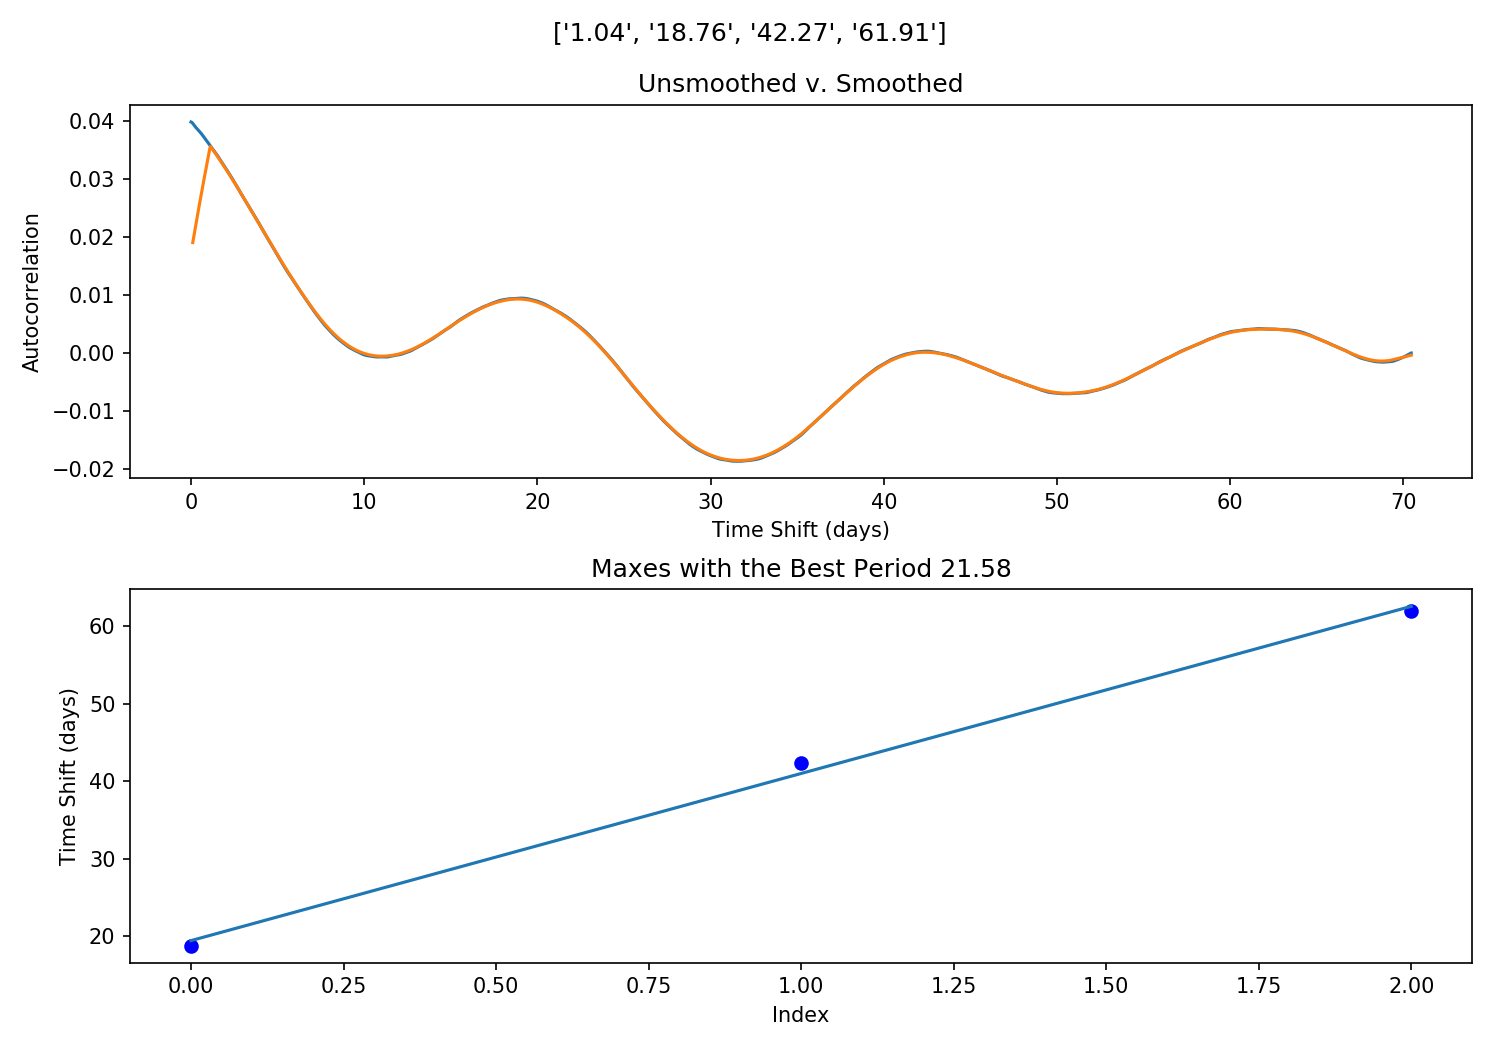 ['1.04', '18.76', '42.27', '61.91']
Unsmoothed v. Smoothed
Autocorrelation
0.04
0.03
0.02
0.01
0.00
−0.01
−0.02
0 10 20 30 40 50 60 70
Time Shift (days)
Maxes with the Best Period 21.58
Time Shift (days)
60
50
40
30
20
0.00 0.25 0.50 0.75 1.00 1.25 1.50 1.75 2.00
Index